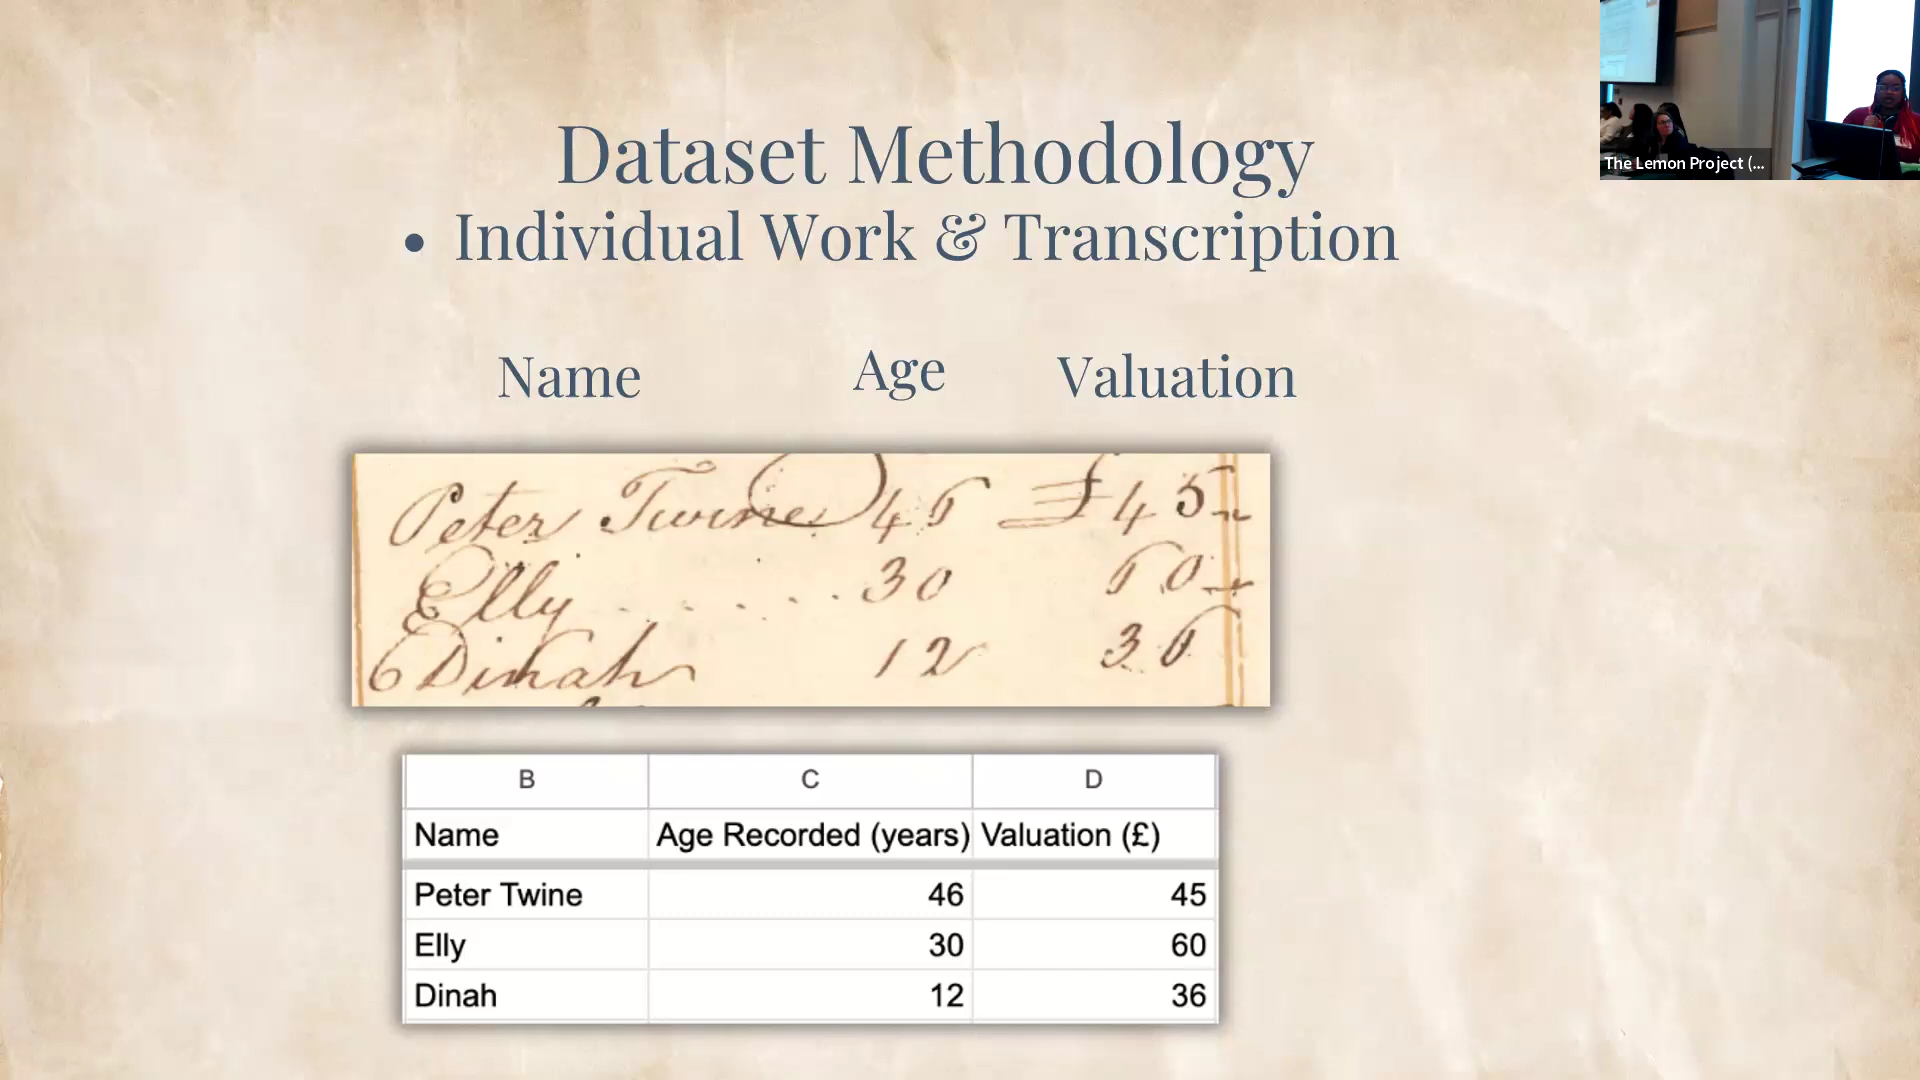 Dataset Methodology
• Individual Work & Transcription
The Lemon Project (...
Name Age Valuation
Peter Twine 46 £45
Elly . . . . . . 30 60
Dinah 12 36
B C D
Name Age Recorded (years) Valuation (£)
Peter Twine 46 45
Elly 30 60
Dinah 12 36